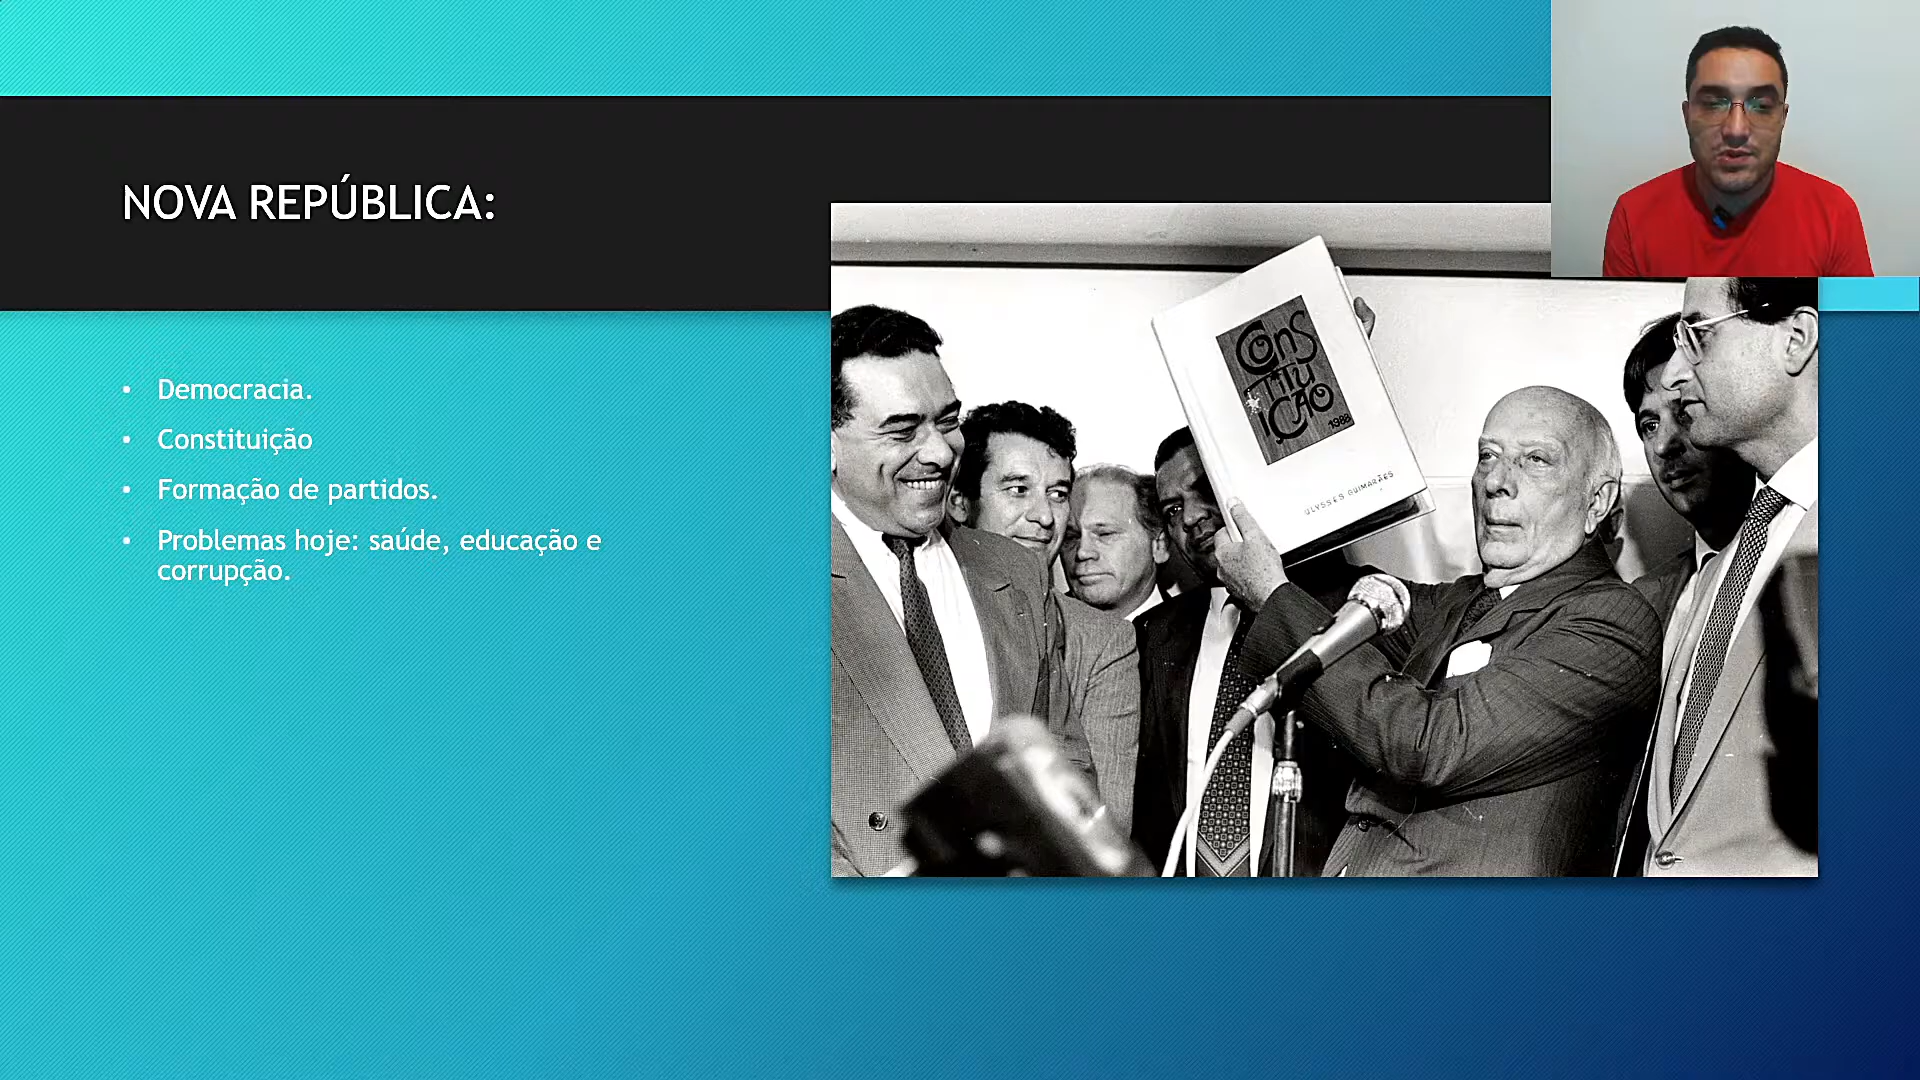 NOVA REPÚBLICA:
• Democracia.
• Constituição
• Formação de partidos.
• Problemas hoje: saúde, educação e
corrupção.
Cons
titu
ição
1988
ULYSSES GUIMARÃES